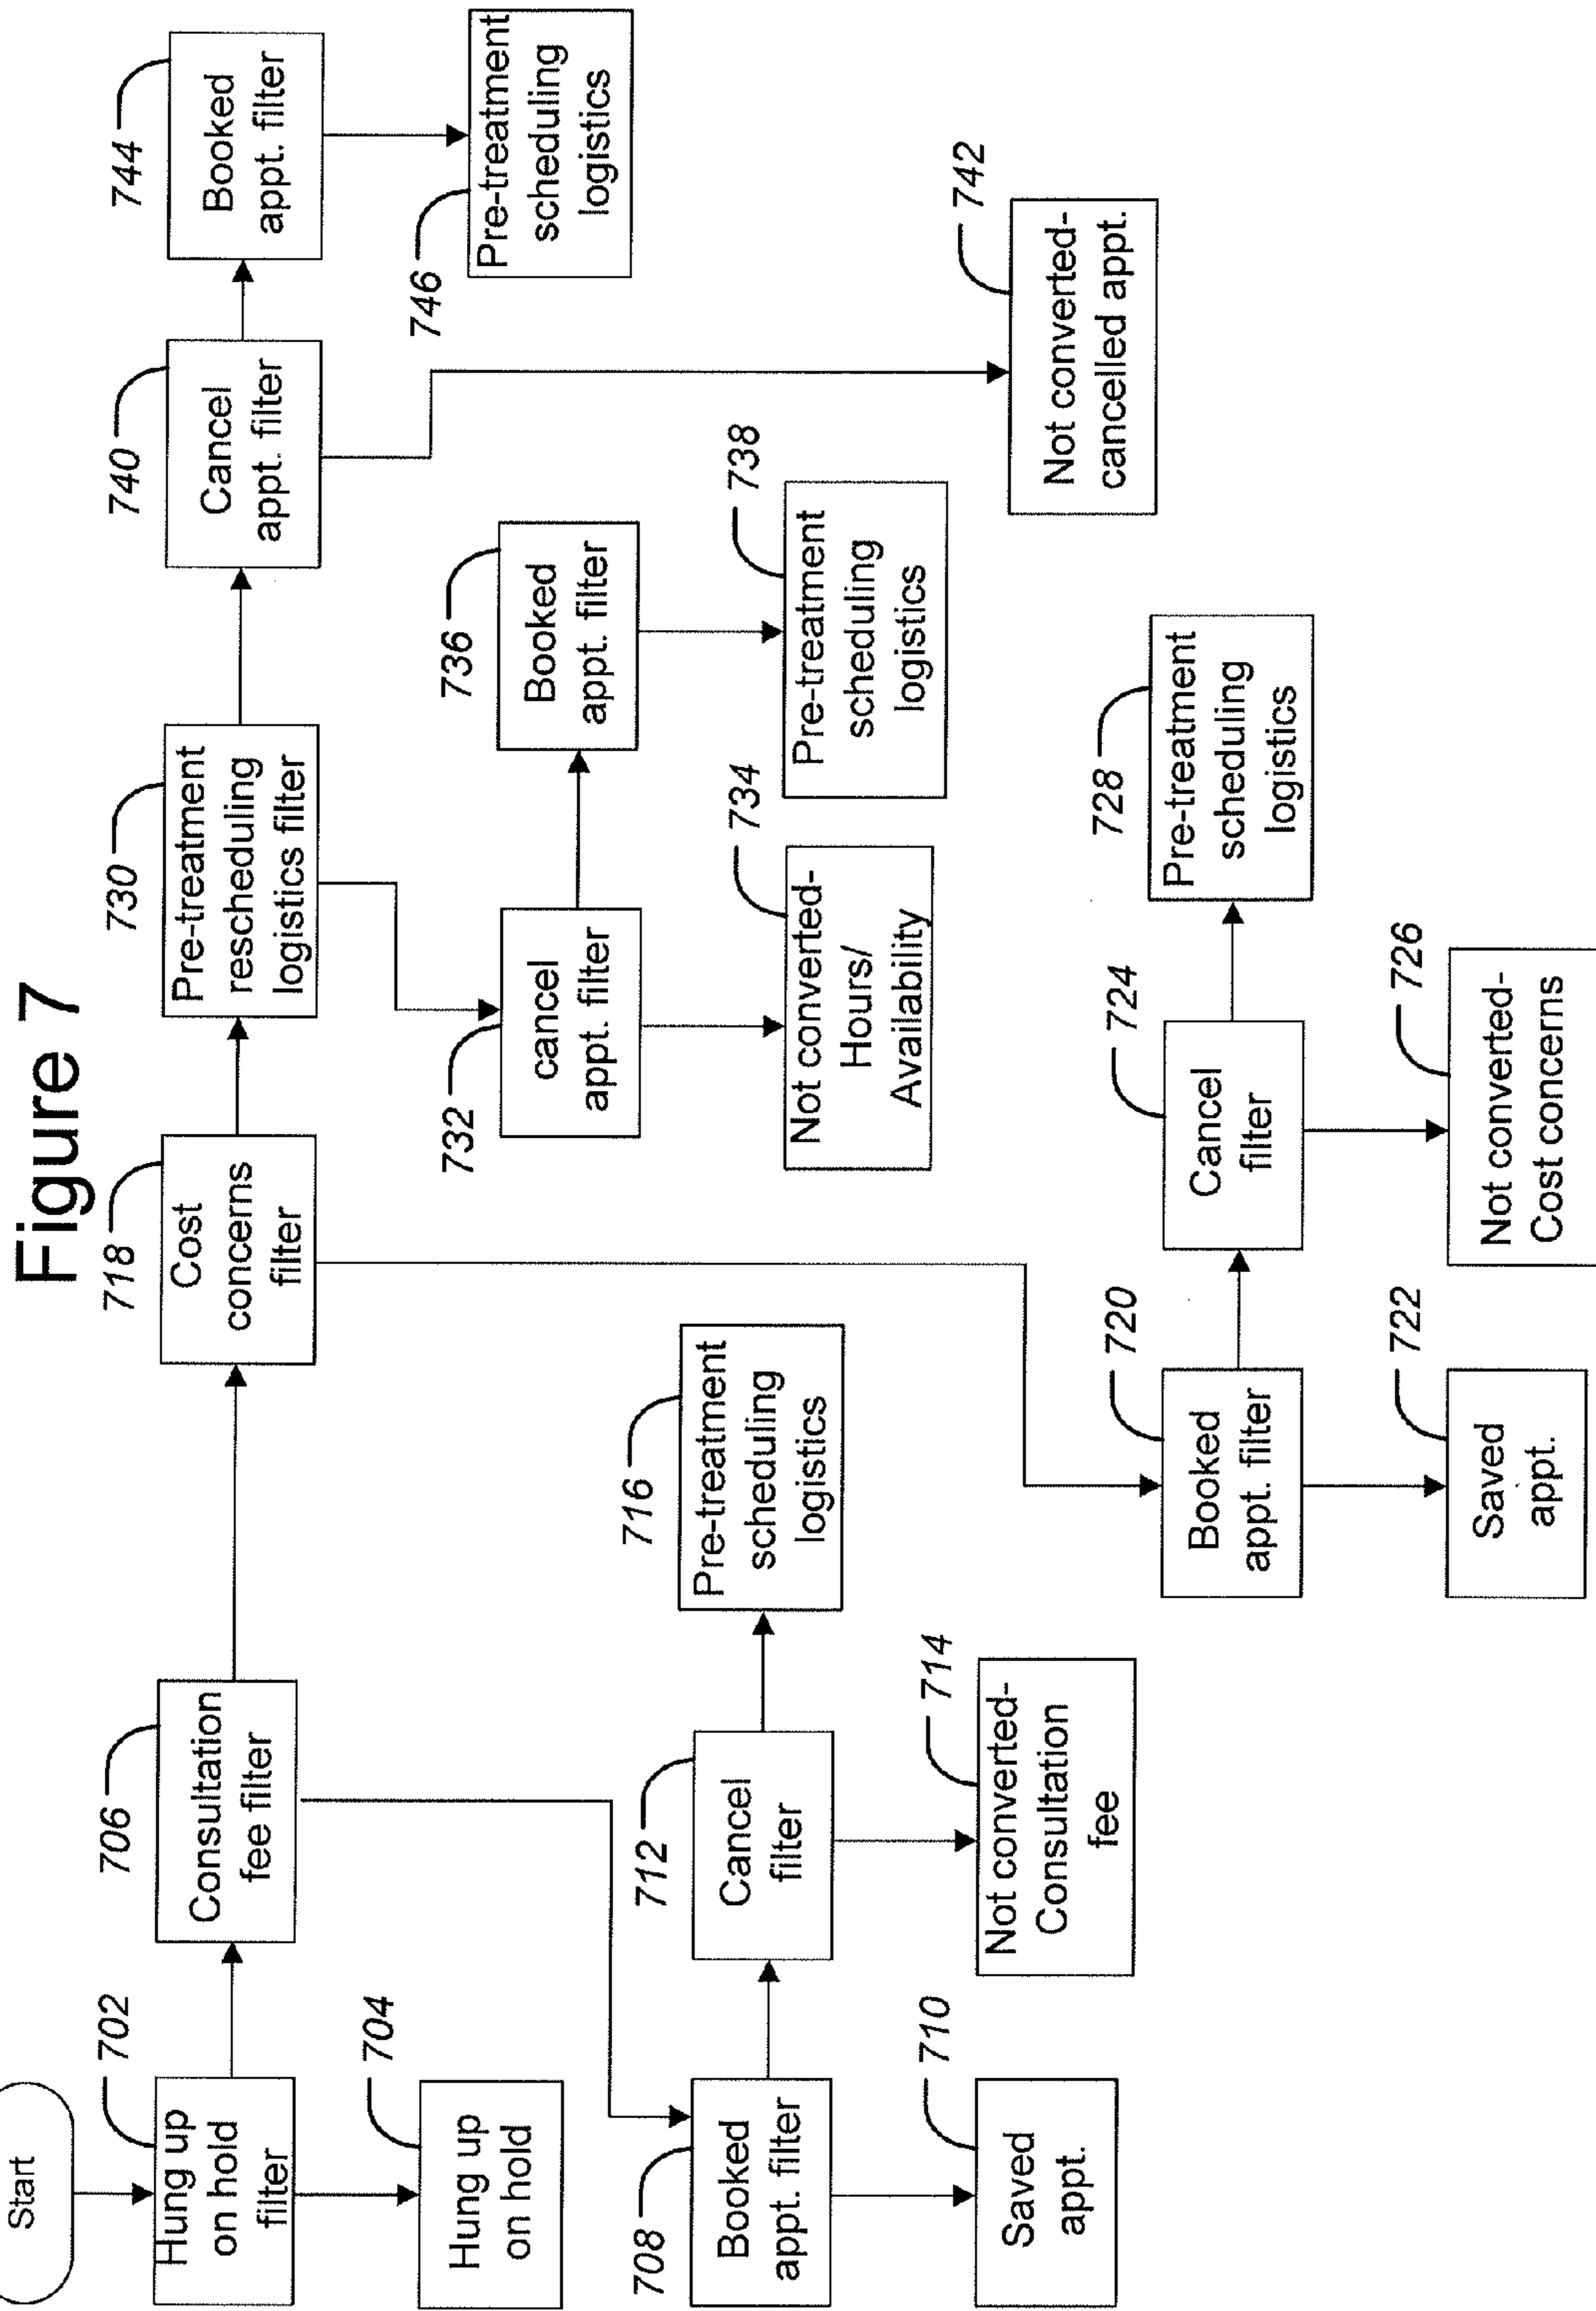 Figure 7
Start
702
Hung up
on hold
filter
704
Hung up
on hold
706
Consultation
fee filter
708
Booked
appt. filter
710
Saved
appt.
712
Cancel
filter
714
Not converted-
Consultation
fee
716
Pre-treatment
scheduling
logistics
718
Cost
concerns
filter
720
Booked
appt. filter
722
Saved
appt.
724
Cancel
filter
726
Not converted-
Cost concerns
728
Pre-treatment
scheduling
logistics
730
Pre-treatment
rescheduling
logistics filter
732
cancel
appt. filter
734
Not converted-
Hours/
Availability
736
Booked
appt. filter
738
Pre-treatment
scheduling
logistics
740
Cancel
appt. filter
742
Not converted-
cancelled appt.
744
Booked
appt. filter
746
Pre-treatment
scheduling
logistics